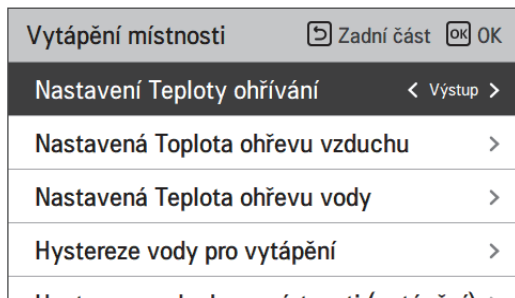 Vytápění místnosti Zadní část OK OK
Nastavení Teploty ohřívání < Výstup >
Nastavená Toplota ohřevu vzduchu >
Nastavená Teplota ohřevu vody >
Hystereze vody pro vytápění >